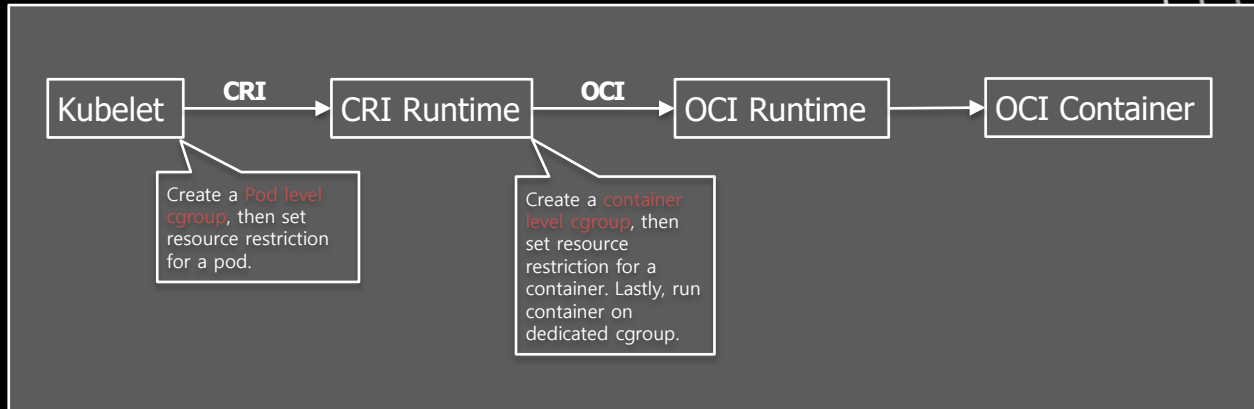 Kubelet
CRI
CRI Runtime
OCI
OCI Runtime
OCI Container
Create a Pod level
cgroup, then set
resource restriction
for a pod.
Create a container
level cgroup, then
set resource
restriction for a
container. Lastly, run
container on
dedicated cgroup.